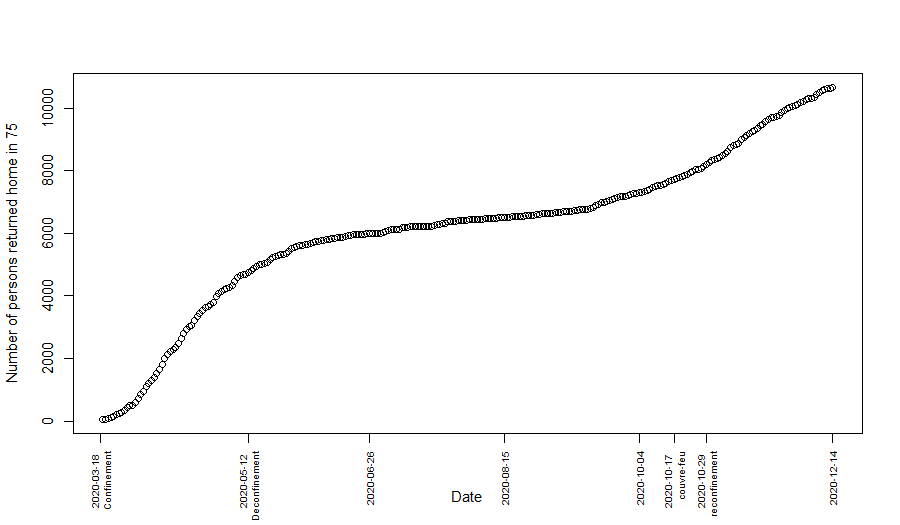 Number of persons returned home in 75
10000
8000
6000
4000
2000
0
2020-03-18
Confinement
2020-05-12
Deconfinement
2020-06-26
2020-08-15
2020-10-04
2020-10-17
couvre-feu
2020-10-29
reconfinement
2020-12-14
Date